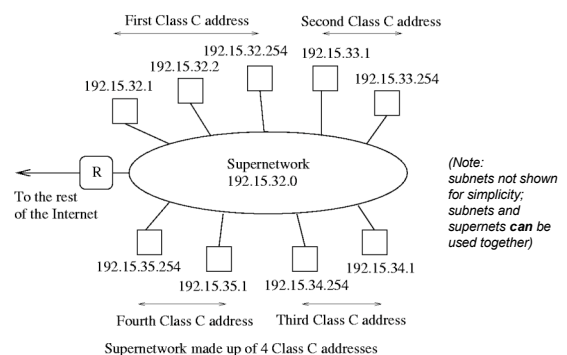 First Class C address
Second Class C address
192.15.32.254
192.15.33.1
192.15.32.2
192.15.33.254
192.15.32.1
Supernetwork
192.15.32.0
R
To the rest
of the Internet
(Note:
subnets not shown
for simplicity;
subnets and
supernets can be
used together)
192.15.35.254
192.15.35.1
192.15.34.254
192.15.34.1
Fourth Class C address
Third Class C address
Supernetwork made up of 4 Class C addresses